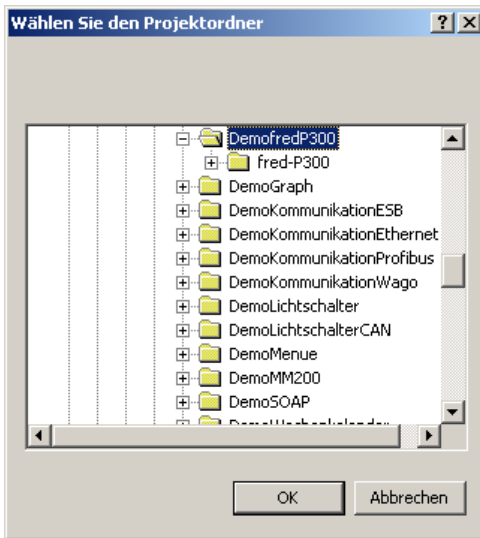 Wählen Sie den Projektordner
DemofredP300
fred-P300
DemoGraph
DemoKommunikationESB
DemoKommunikationEthernet
DemoKommunikationProfibus
DemoKommunikationWago
DemoLichtschalter
DemoLichtschalterCAN
DemoMenue
DemoMM200
DemoSOAP
OK Abbrechen